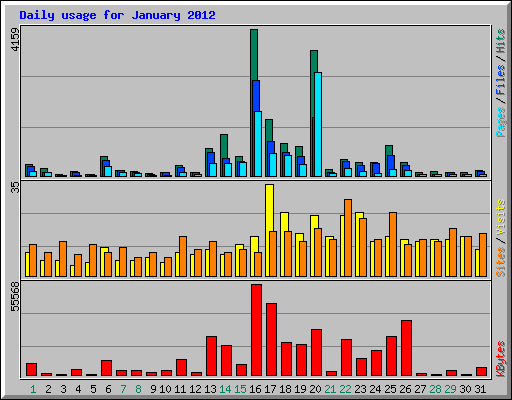 Daily usage for January 2012
4159
Pages / Files / Hits
35
Sites / Visits
55568
KBytes
1 2 3 4 5 6 7 8 9 10 11 12 13 14 15 16 17 18 19 20 21 22 23 24 25 26 27 28 29 30 31